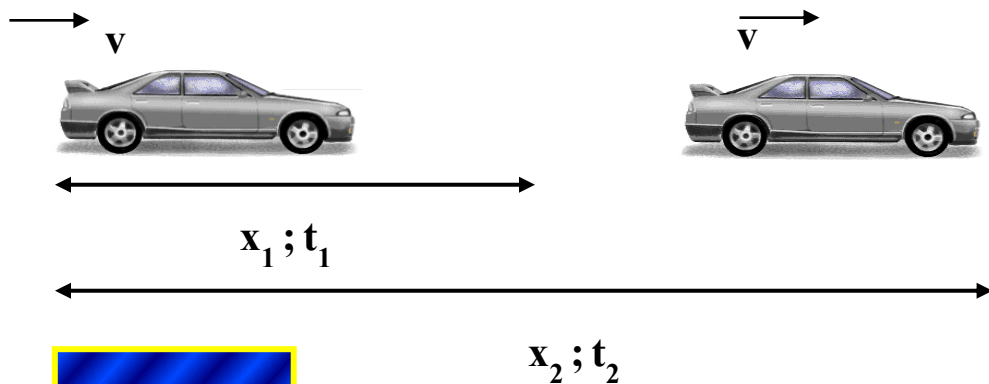 v
v
x₁ ; t₁
x₂ ; t₂